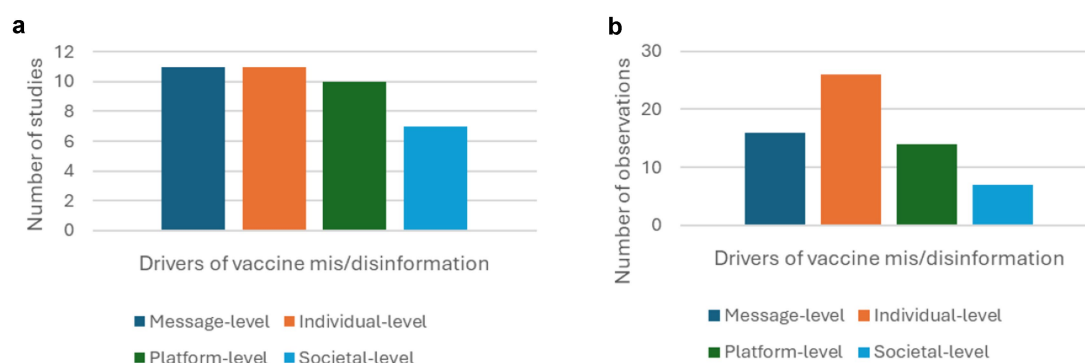 a
Number of studies
12
10
8
6
4
2
0
Drivers of vaccine mis/disinformation
Message-level Individual-level
Platform-level Societal-level
b
Number of observations
30
20
10
0
Drivers of vaccine mis/disinformation
Message-level Individual-level
Platform-level Societal-level